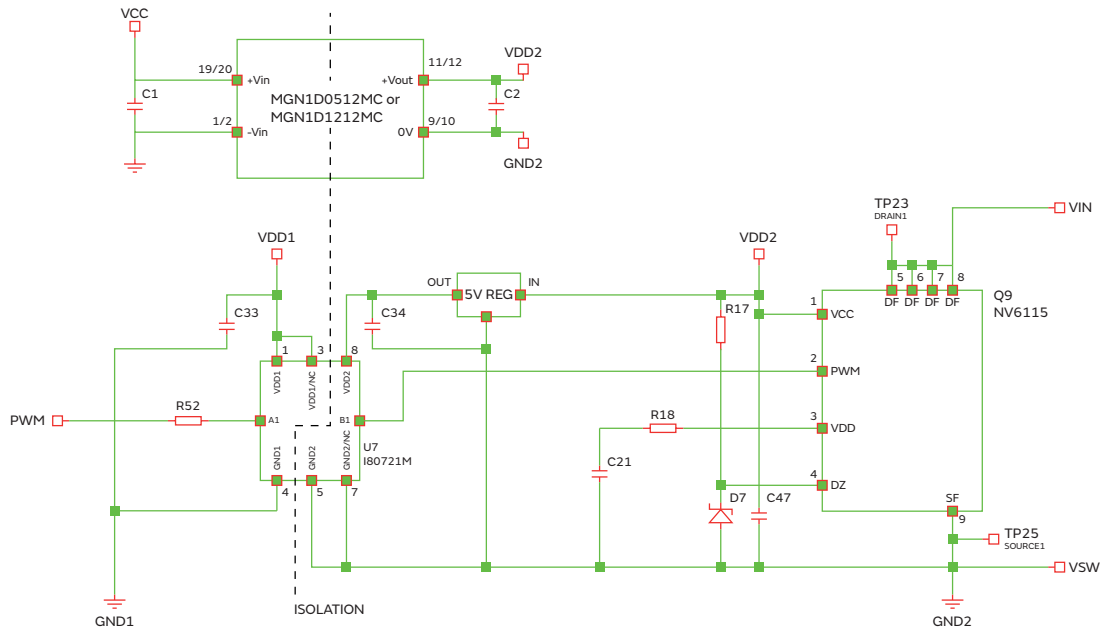 VCC
19/20
+Vin
C1
1/2
-Vin
MGN1D0512MC or
MGN1D1212MC
11/12
+Vout
VDD2
C2
9/10
0V
GND2
VDD1
C33
OUT
5V REG
IN
C34
VDD2
R17
TP23
DRAIN1
VIN
5
6
7
8
DF
DF
DF
DF
Q9
NV6115
1
VCC
2
PWM
3
VDD
4
DZ
SF
9
1
3
8
VDD1
VDD1/NC
VDD2
PWM
R52
A1
B1
GND1
GND2
GND2/NC
U7
I80721M
4
5
7
R18
C21
D7
C47
TP25
SOURCE1
VSW
GND1
ISOLATION
GND2